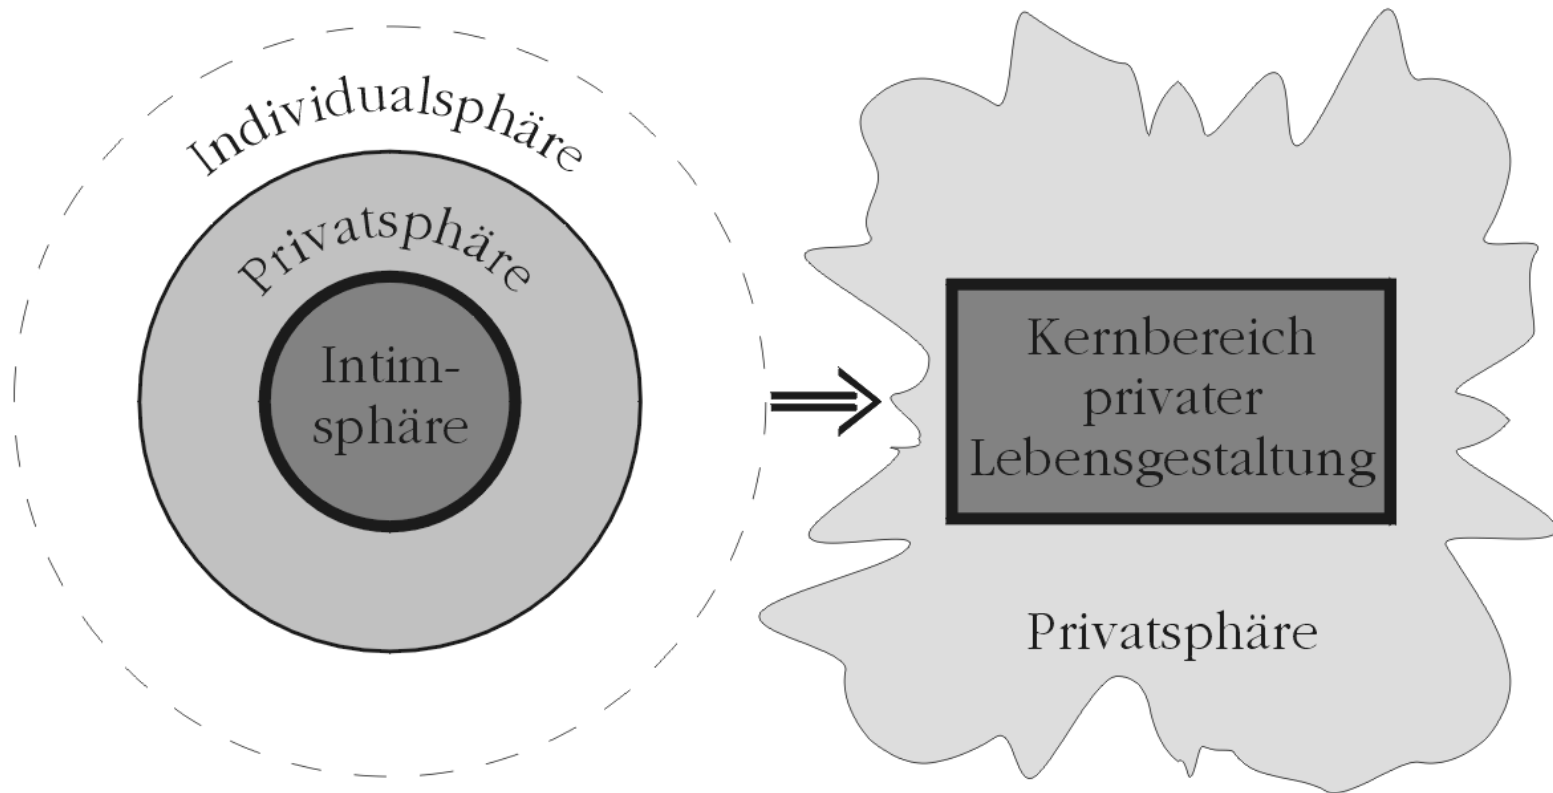 Individualsphäre
Privatsphäre
Intim-
sphäre
Kernbereich
privater
Lebensgestaltung
Privatsphäre